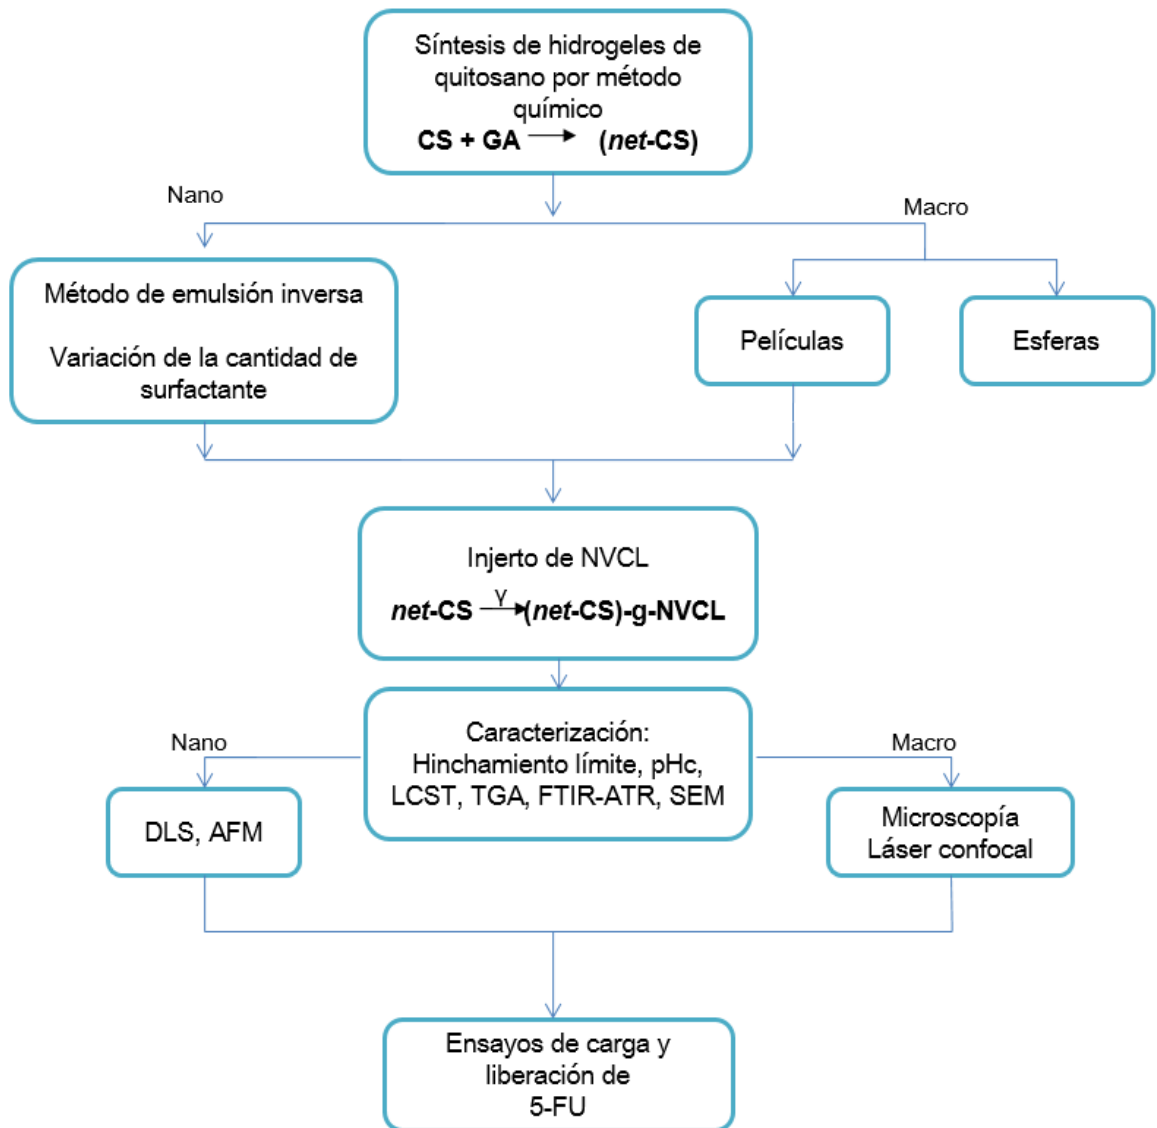 Síntesis de hidrogeles de
quitosano por método
químico
CS + GA → (net-CS)
Nano
Macro
Método de emulsión inversa
Variación de la cantidad de
surfactante
Películas
Esferas
Injerto de NVCL
γ
net-CS → (net-CS)-g-NVCL
Caracterización:
Hinchamiento límite, pHc,
LCST, TGA, FTIR-ATR, SEM
Nano
Macro
DLS, AFM
Microscopía
Láser confocal
Ensayos de carga y
liberación de
5-FU